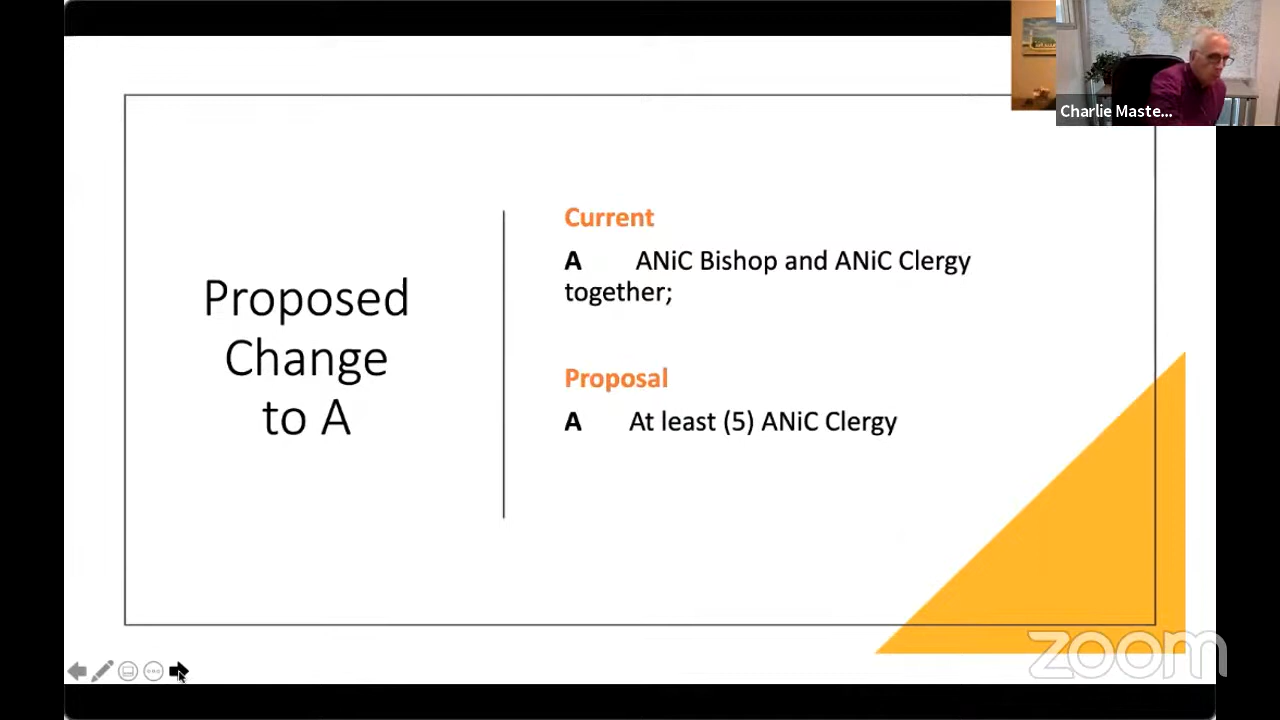 Charlie Maste...
Proposed
Change
to A
Current
A ANiC Bishop and ANiC Clergy
together;
Proposal
A At least (5) ANiC Clergy
zoom